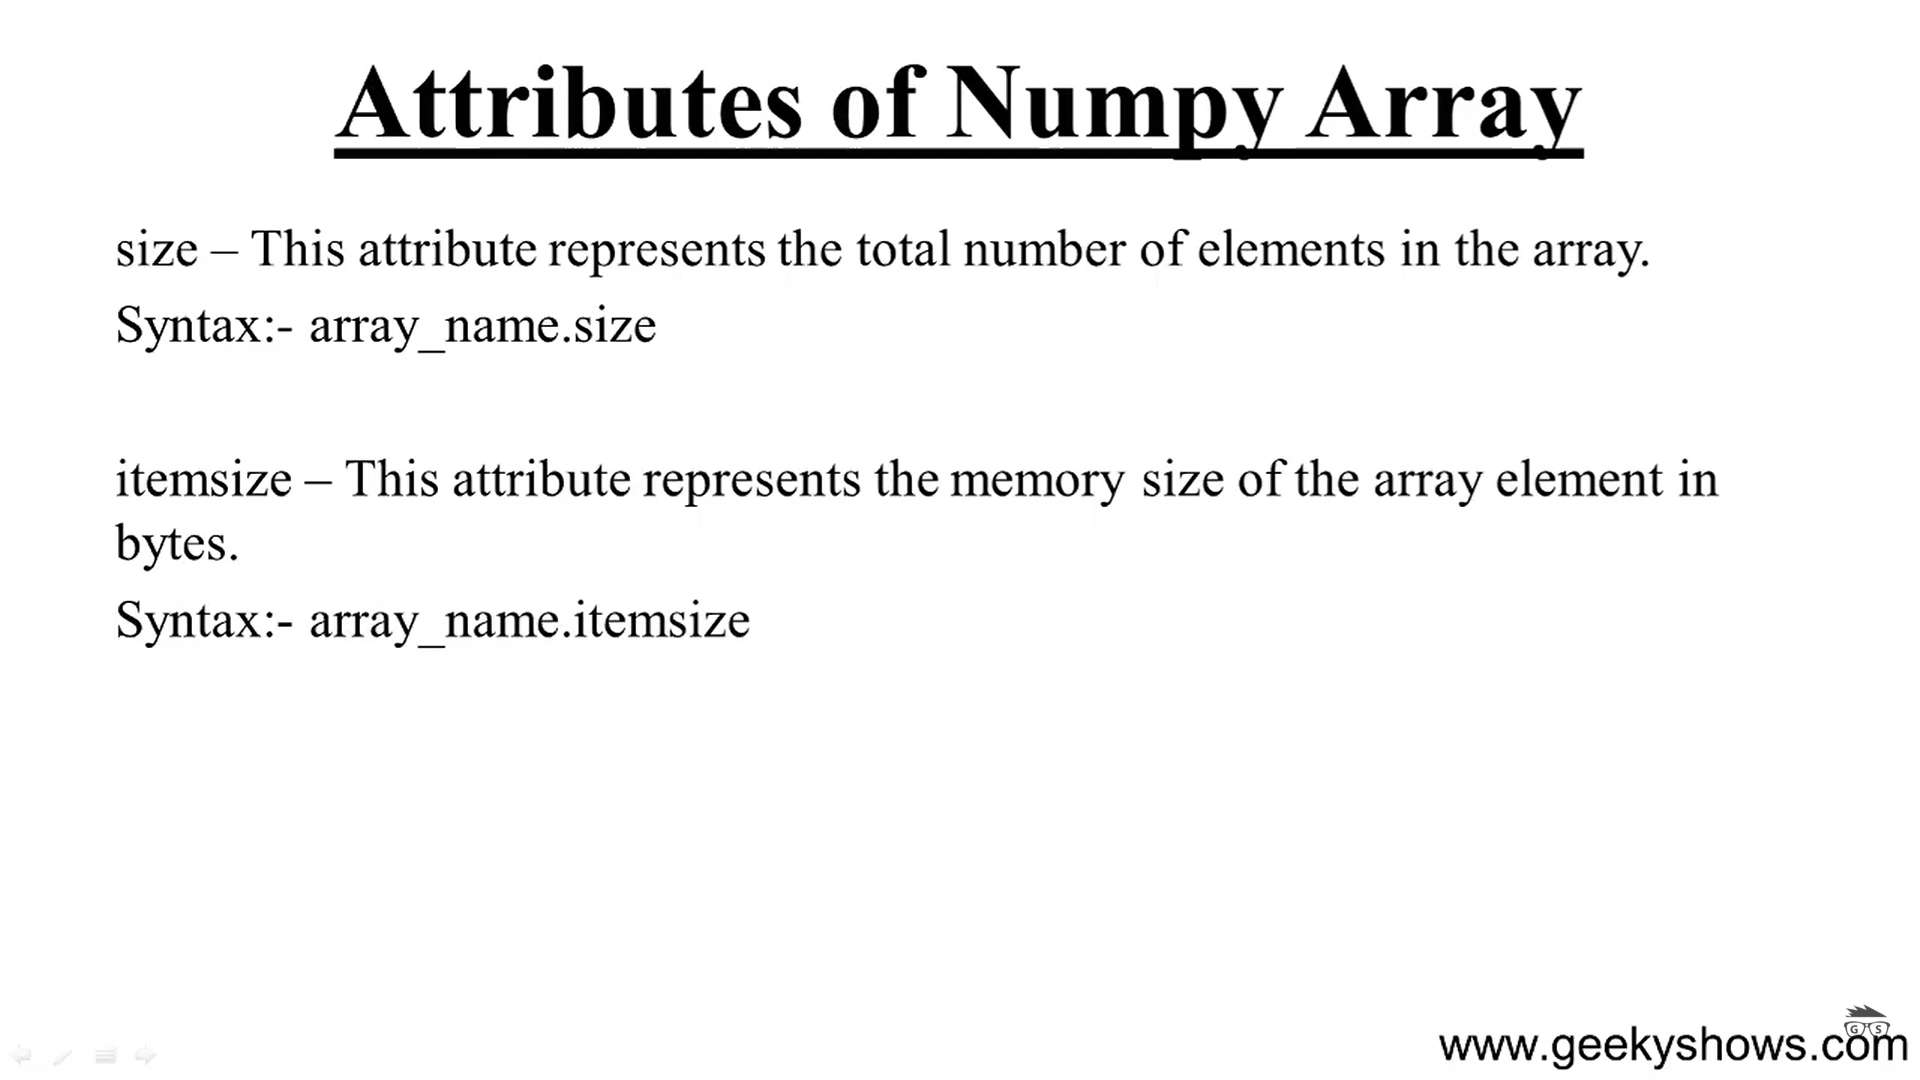 Attributes of Numpy Array
size – This attribute represents the total number of elements in the array.
Syntax:- array_name.size
itemsize – This attribute represents the memory size of the array element in
bytes.
Syntax:- array_name.itemsize
G S
www.geekyshows.com